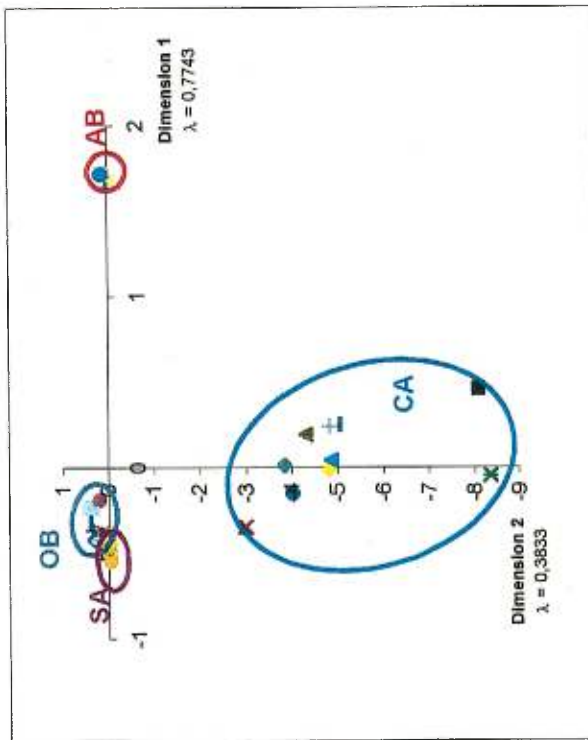 OB
SA
AB
Dimension 1
λ = 0,7743
1
0
-1
-2
-3
-4
-5
-6
-7
-8
-9
-1
1
2
CA
Dimension 2
λ = 0,3833